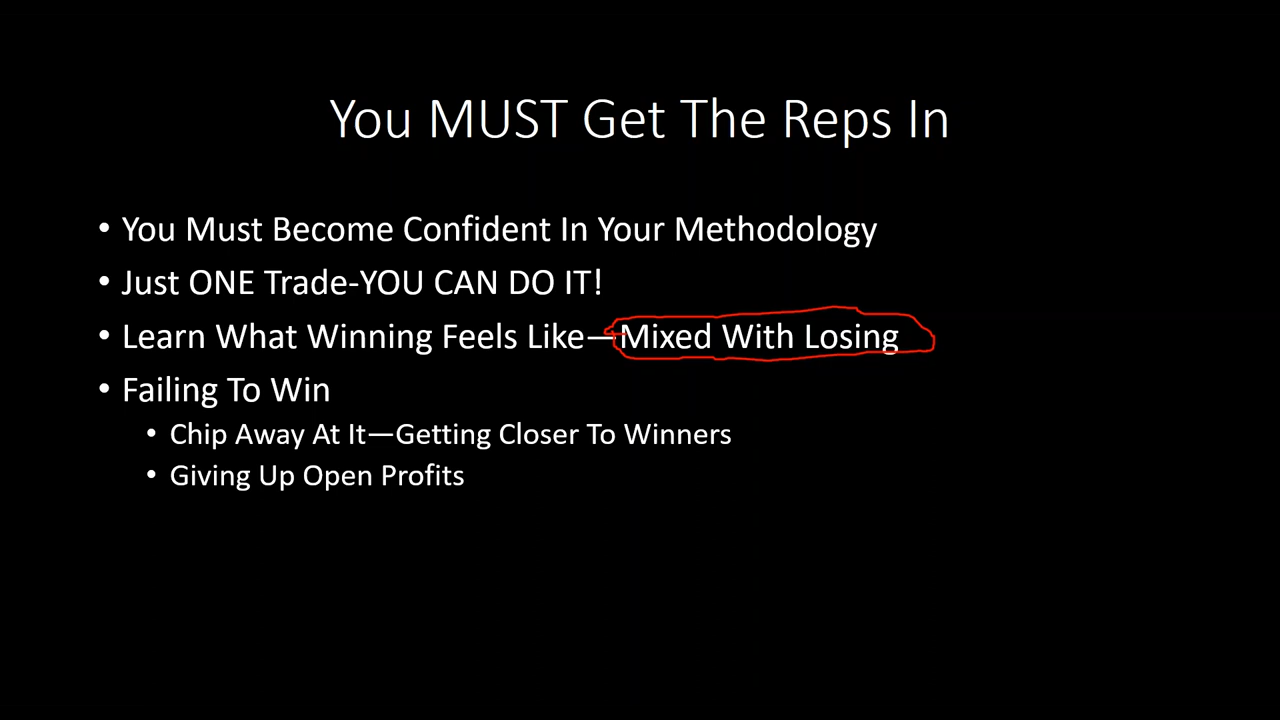 You MUST Get The Reps In
• You Must Become Confident In Your Methodology
• Just ONE Trade-YOU CAN DO IT!
• Learn What Winning Feels Like—Mixed With Losing
• Failing To Win
• Chip Away At It—Getting Closer To Winners
• Giving Up Open Profits